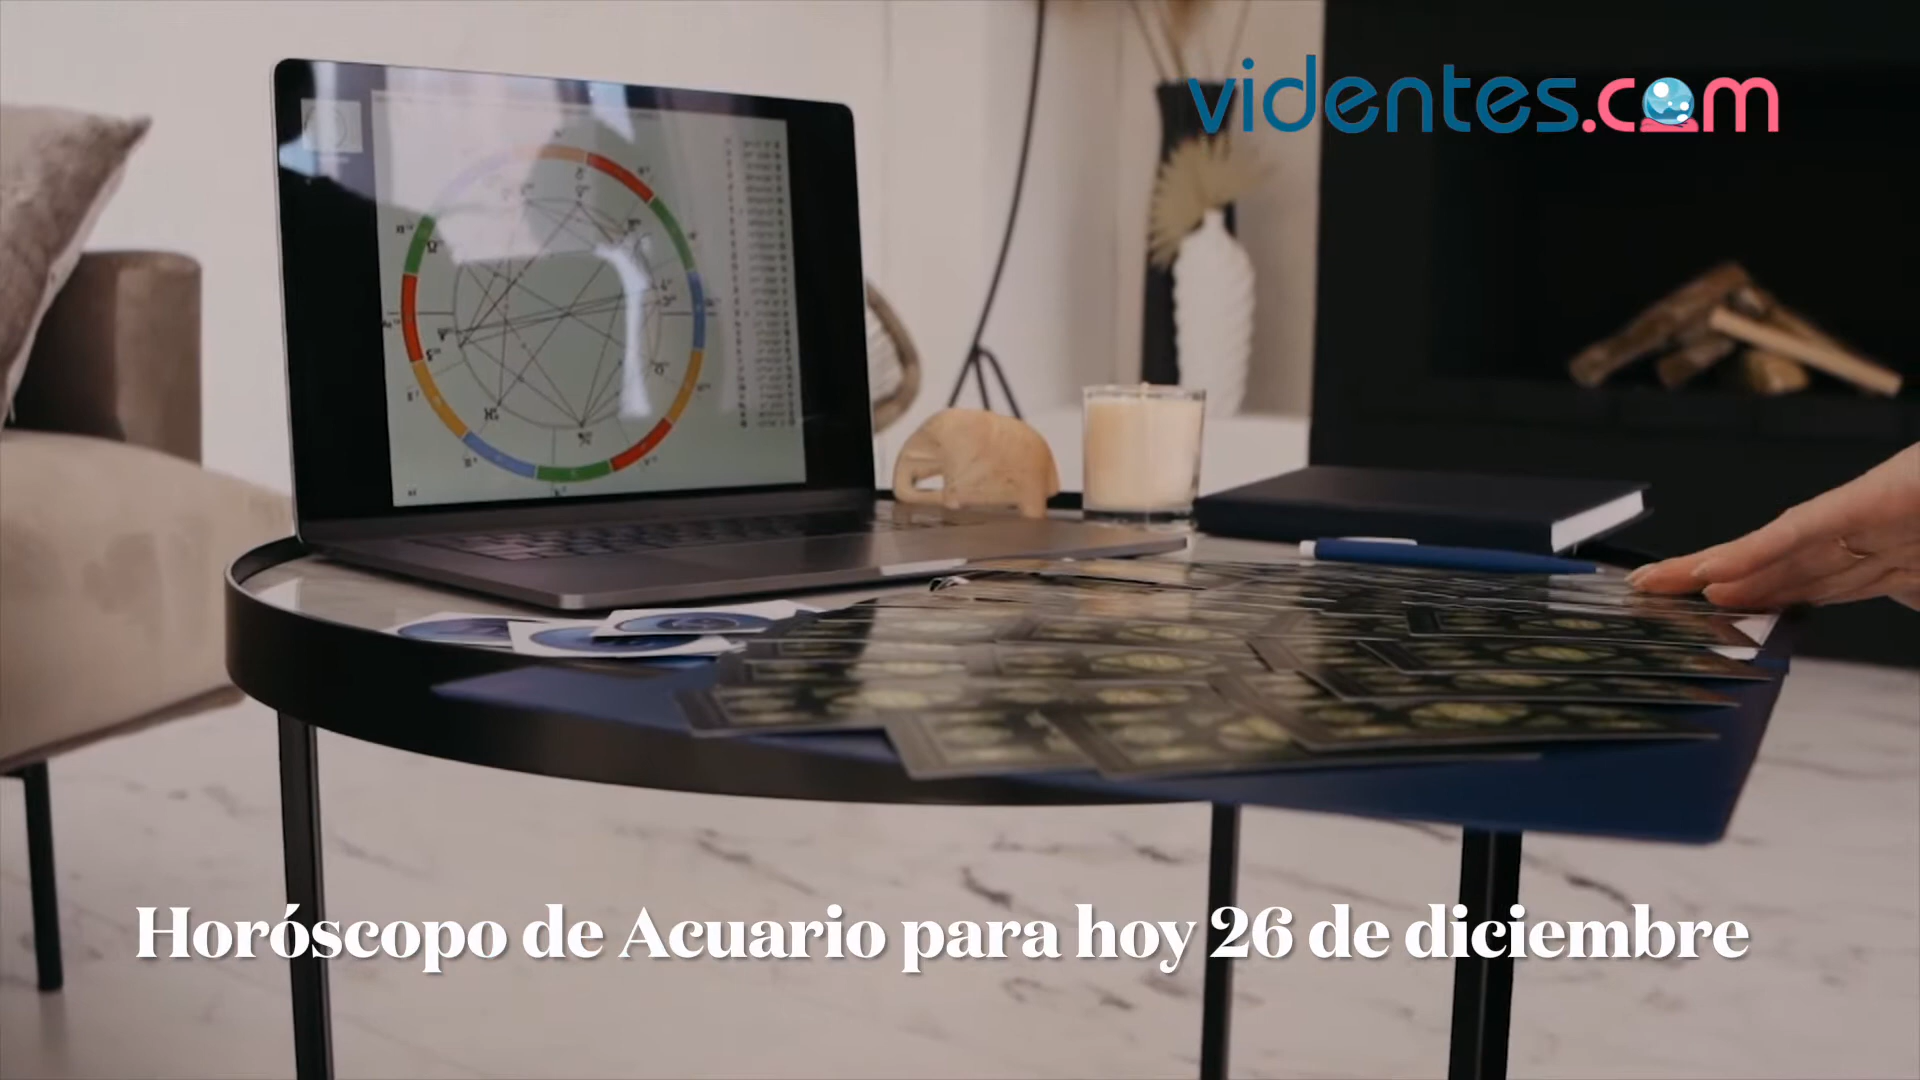 videntes.com
Horóscopo de Acuario para hoy 26 de diciembre